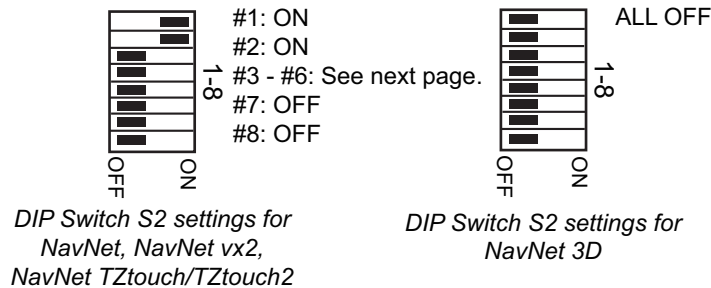 #1: ON
#2: ON
#3 - #6: See next page.
#7: OFF
#8: OFF
1-8
OFF
ON
DIP Switch S2 settings for
NavNet, NavNet vx2,
NavNet TZtouch/TZtouch2
ALL OFF
1-8
OFF
ON
DIP Switch S2 settings for
NavNet 3D